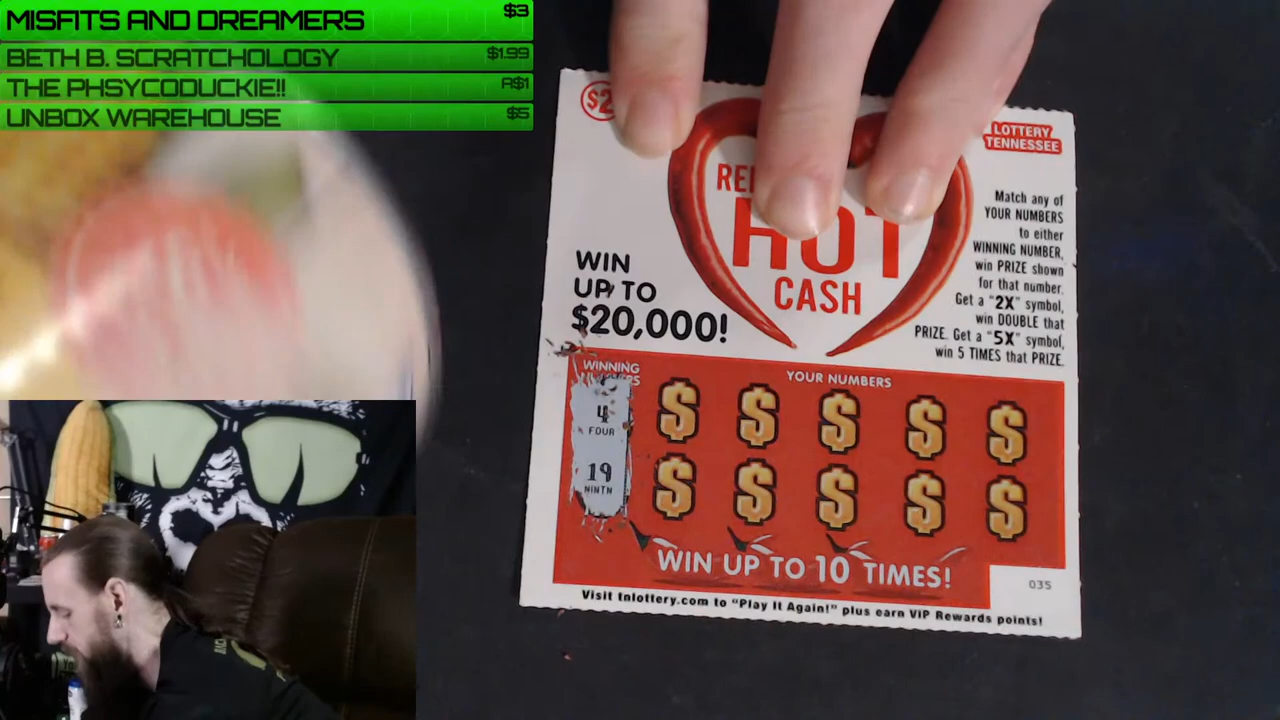 MISFITS AND DREAMERS $3
BETH B. SCRATCHOLOGY $1.99
THE PHSYCODUCKIE!! R$1
UNBOX WAREHOUSE $5
$2
LOTTERY
TENNESSEE
HOT
CASH
WIN
UP TO
$20,000!
Match any of
YOUR NUMBERS
to either
WINNING NUMBER,
win PRIZE shown
for that number.
Get a "2X" symbol,
win DOUBLE that
PRIZE. Get a "5X" symbol,
win 5 TIMES that PRIZE.
WINNING
NUMBERS
YOUR NUMBERS
4
FOUR
19
NINTN
$ $ $ $ $
$ $ $ $ $
WIN UP TO 10 TIMES!
035
Visit tnlottery.com to "Play It Again!" plus earn VIP Rewards points!